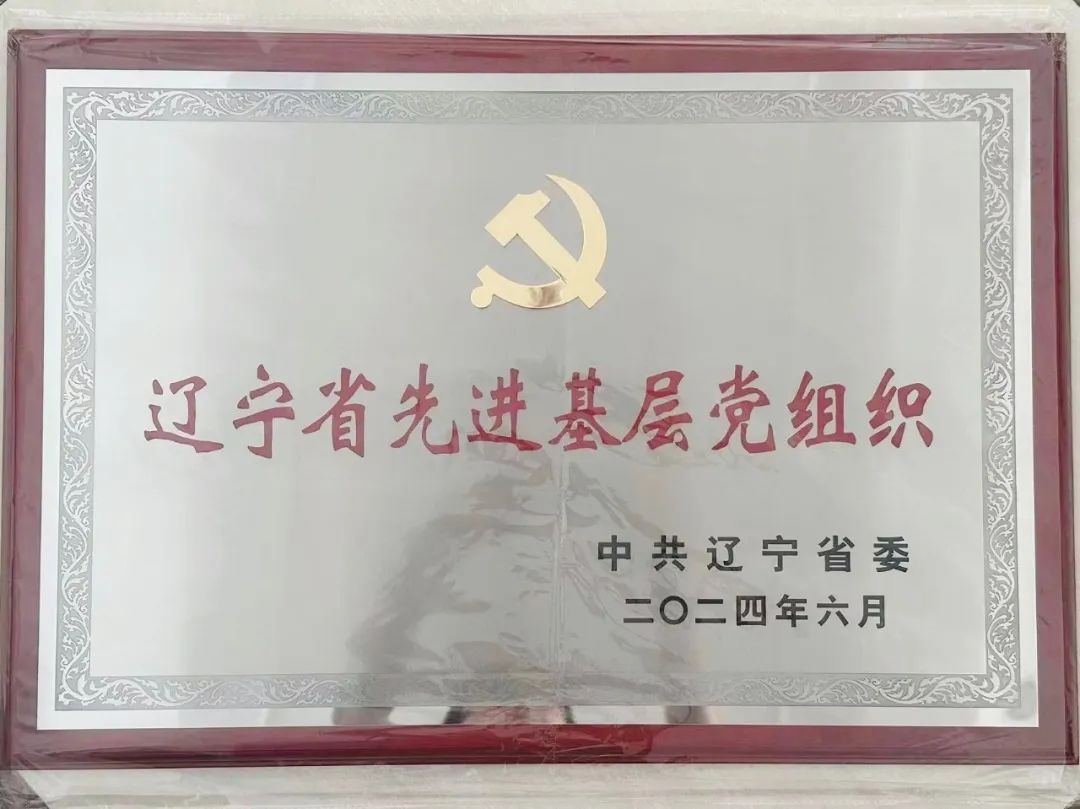 辽宁省先进基层党组织
中共辽宁省委
二〇二四年六月